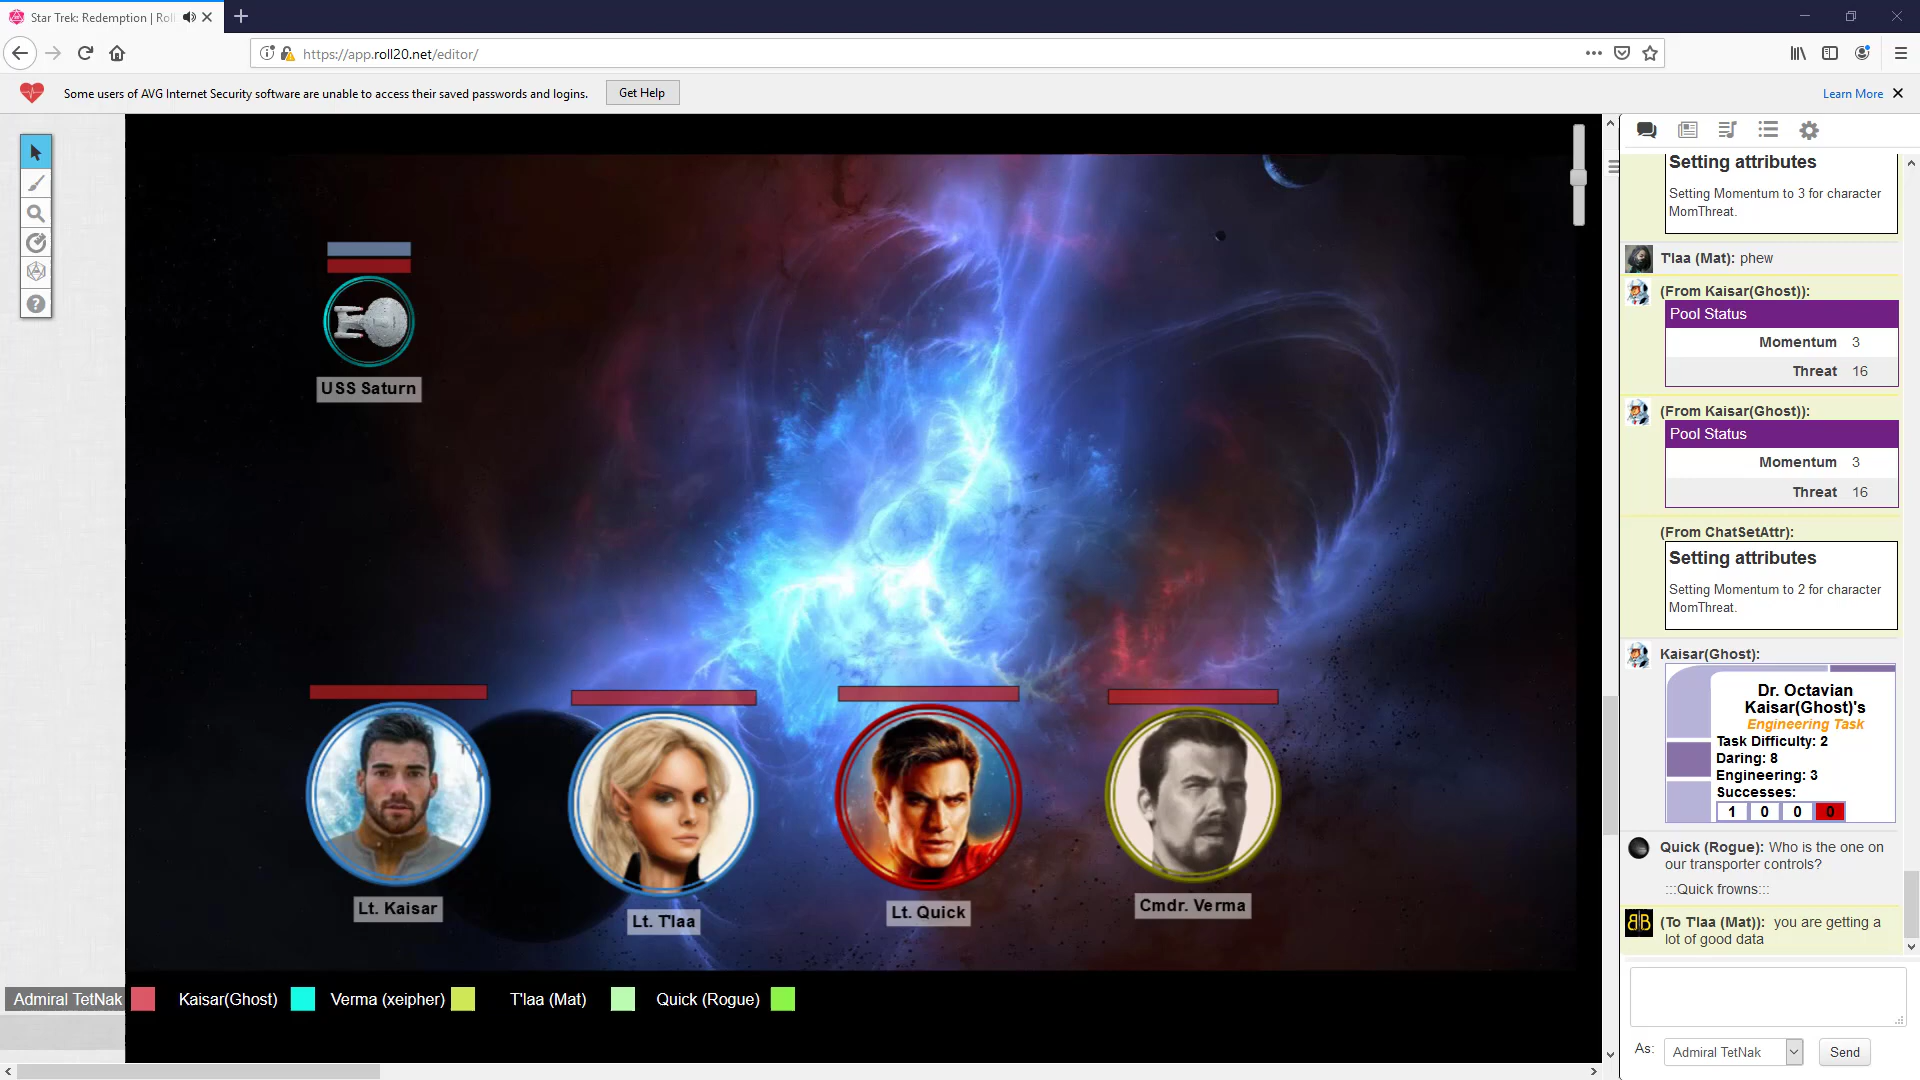 Star Trek: Redemption | Roll
https://app.roll20.net/editor/
Some users of AVG Internet Security software are unable to access their saved passwords and logins.
Get Help
Learn More
USS Saturn
Lt. Kaisar
Lt. T'laa
Lt. Quick
Cmdr. Verma
Admiral TetNak
Kaisar(Ghost)
Verma (xeipher)
T'laa (Mat)
Quick (Rogue)
Setting attributes
Setting Momentum to 3 for character
MomThreat.
T'laa (Mat): phew
(From Kaisar(Ghost)):
Pool Status
Momentum 3
Threat 16
(From Kaisar(Ghost)):
Pool Status
Momentum 3
Threat 16
(From ChatSetAttr):
Setting attributes
Setting Momentum to 2 for character
MomThreat.
Kaisar(Ghost):
Dr. Octavian
Kaisar(Ghost)'s
Engineering Task
Task Difficulty: 2
Daring: 8
Engineering: 3
Successes:
1 0 0 0
Quick (Rogue): Who is the one on
our transporter controls?
:::Quick frowns:::
(To T'laa (Mat)): you are getting a
lot of good data
As: Admiral TetNak
Send